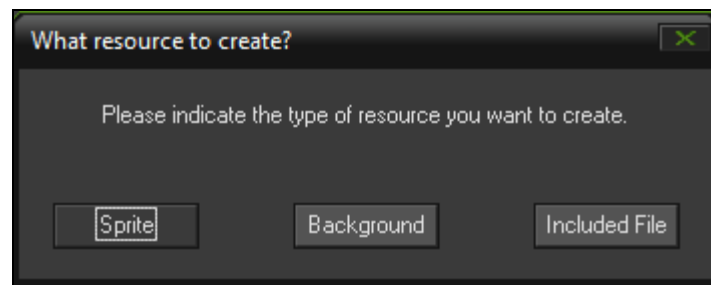 What resource to create?
Please indicate the type of resource you want to create.
Sprite
Background
Included File